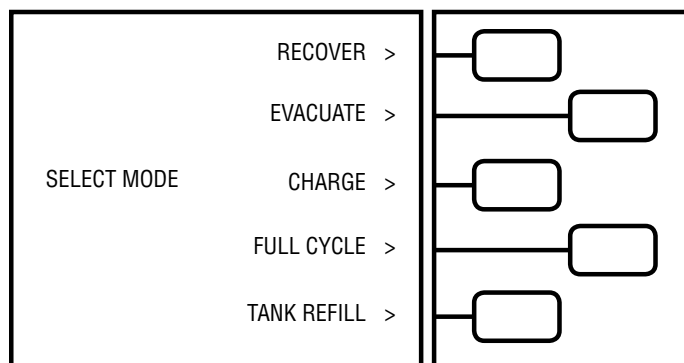 RECOVER >
EVACUATE >
SELECT MODE CHARGE >
FULL CYCLE >
TANK REFILL >